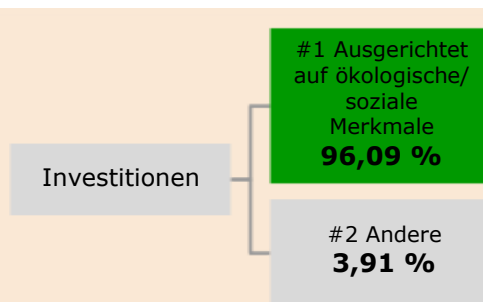 #1 Ausgerichtet
auf ökologische/
soziale
Merkmale
96,09 %
Investitionen
#2 Andere
3,91 %